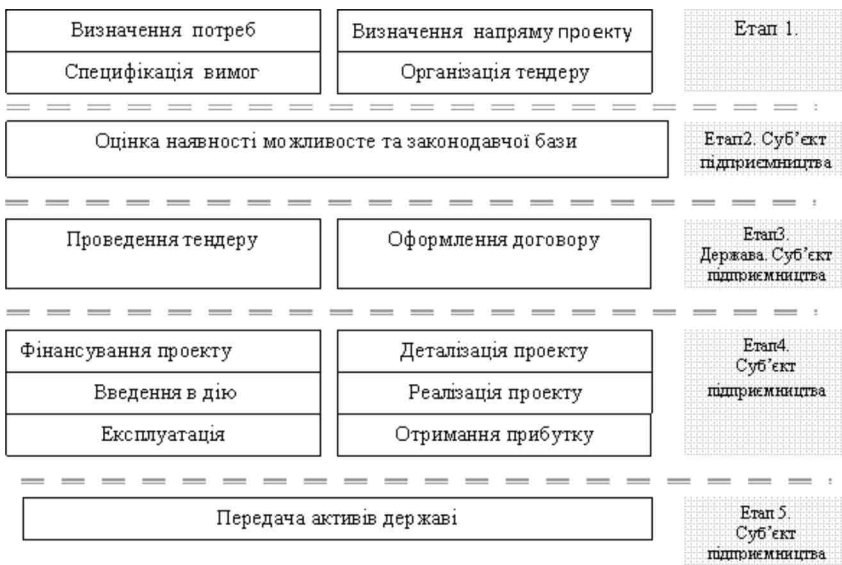 Визначення потреб
Визначення напряму проекту
Етап 1.
Специфікація вимог
Організація тендеру
Оцінка наявності можливосте та законодавчої бази
Етап2. Суб’єкт
підприємництва
Проведення тендеру
Оформлення договору
Етап3.
Держава. Суб’єкт
підприємництва
Фінансування проекту
Деталізація проекту
Етап4.
Суб’єкт
підприємництва
Введення в дію
Реалізація проекту
Експлуатація
Отримання прибутку
Передача активів державі
Етап 5.
Суб’єкт
підприємництва